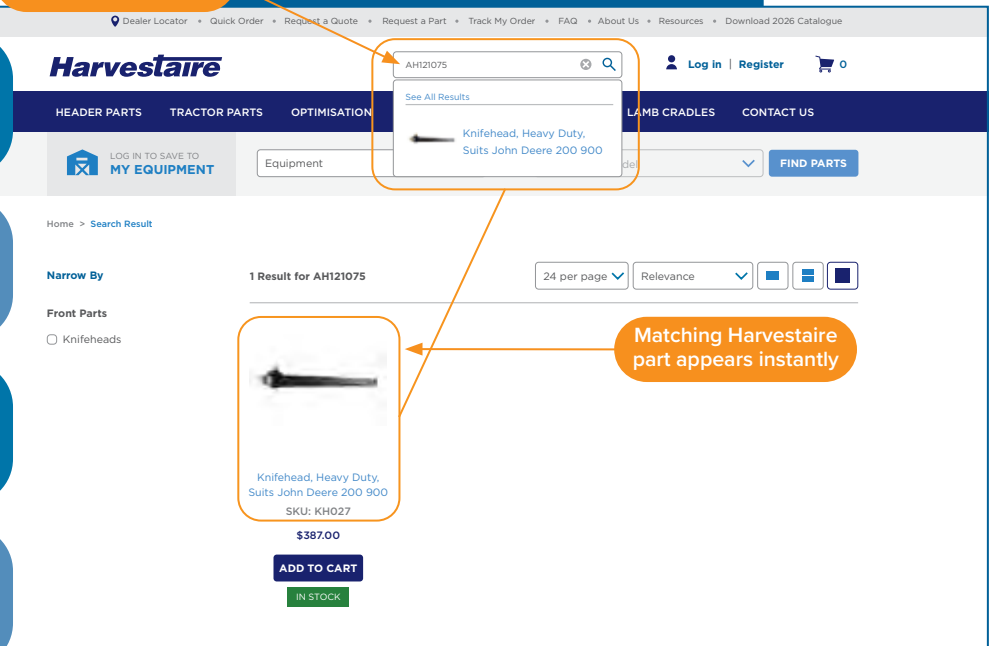 Dealer Locator • Quick Order • Request a Quote • Request a Part • Track My Order • FAQ • About Us • Resources • Download 2026 Catalogue
Harvestaire
AH121075
Log in | Register
0
HEADER PARTS TRACTOR PARTS OPTIMISATION LAMB CRADLES CONTACT US
See All Results
Knifehead, Heavy Duty,
Suits John Deere 200 900
LOG IN TO SAVE TO
MY EQUIPMENT
Equipment
FIND PARTS
Home > Search Result
Narrow By
1 Result for AH121075
24 per page
Relevance
Front Parts
Knifeheads
Matching Harvestaire
part appears instantly
Knifehead, Heavy Duty,
Suits John Deere 200 900
SKU: KH027
$387.00
ADD TO CART
IN STOCK